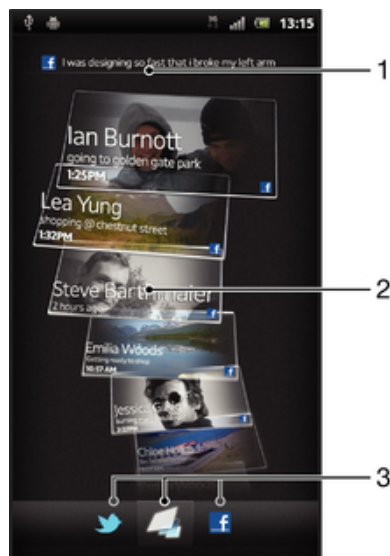 13:15
1
I was designing so fast that i broke my left arm
Ian Burnott
going to golden gate park
1:25PM
Lea Yung
shopping @ chestnut street
1:32PM
2
Steve
2 hours ago
Emilia Woods
Getting ready to shop
10:57 AM
Jessica
Chloe
3